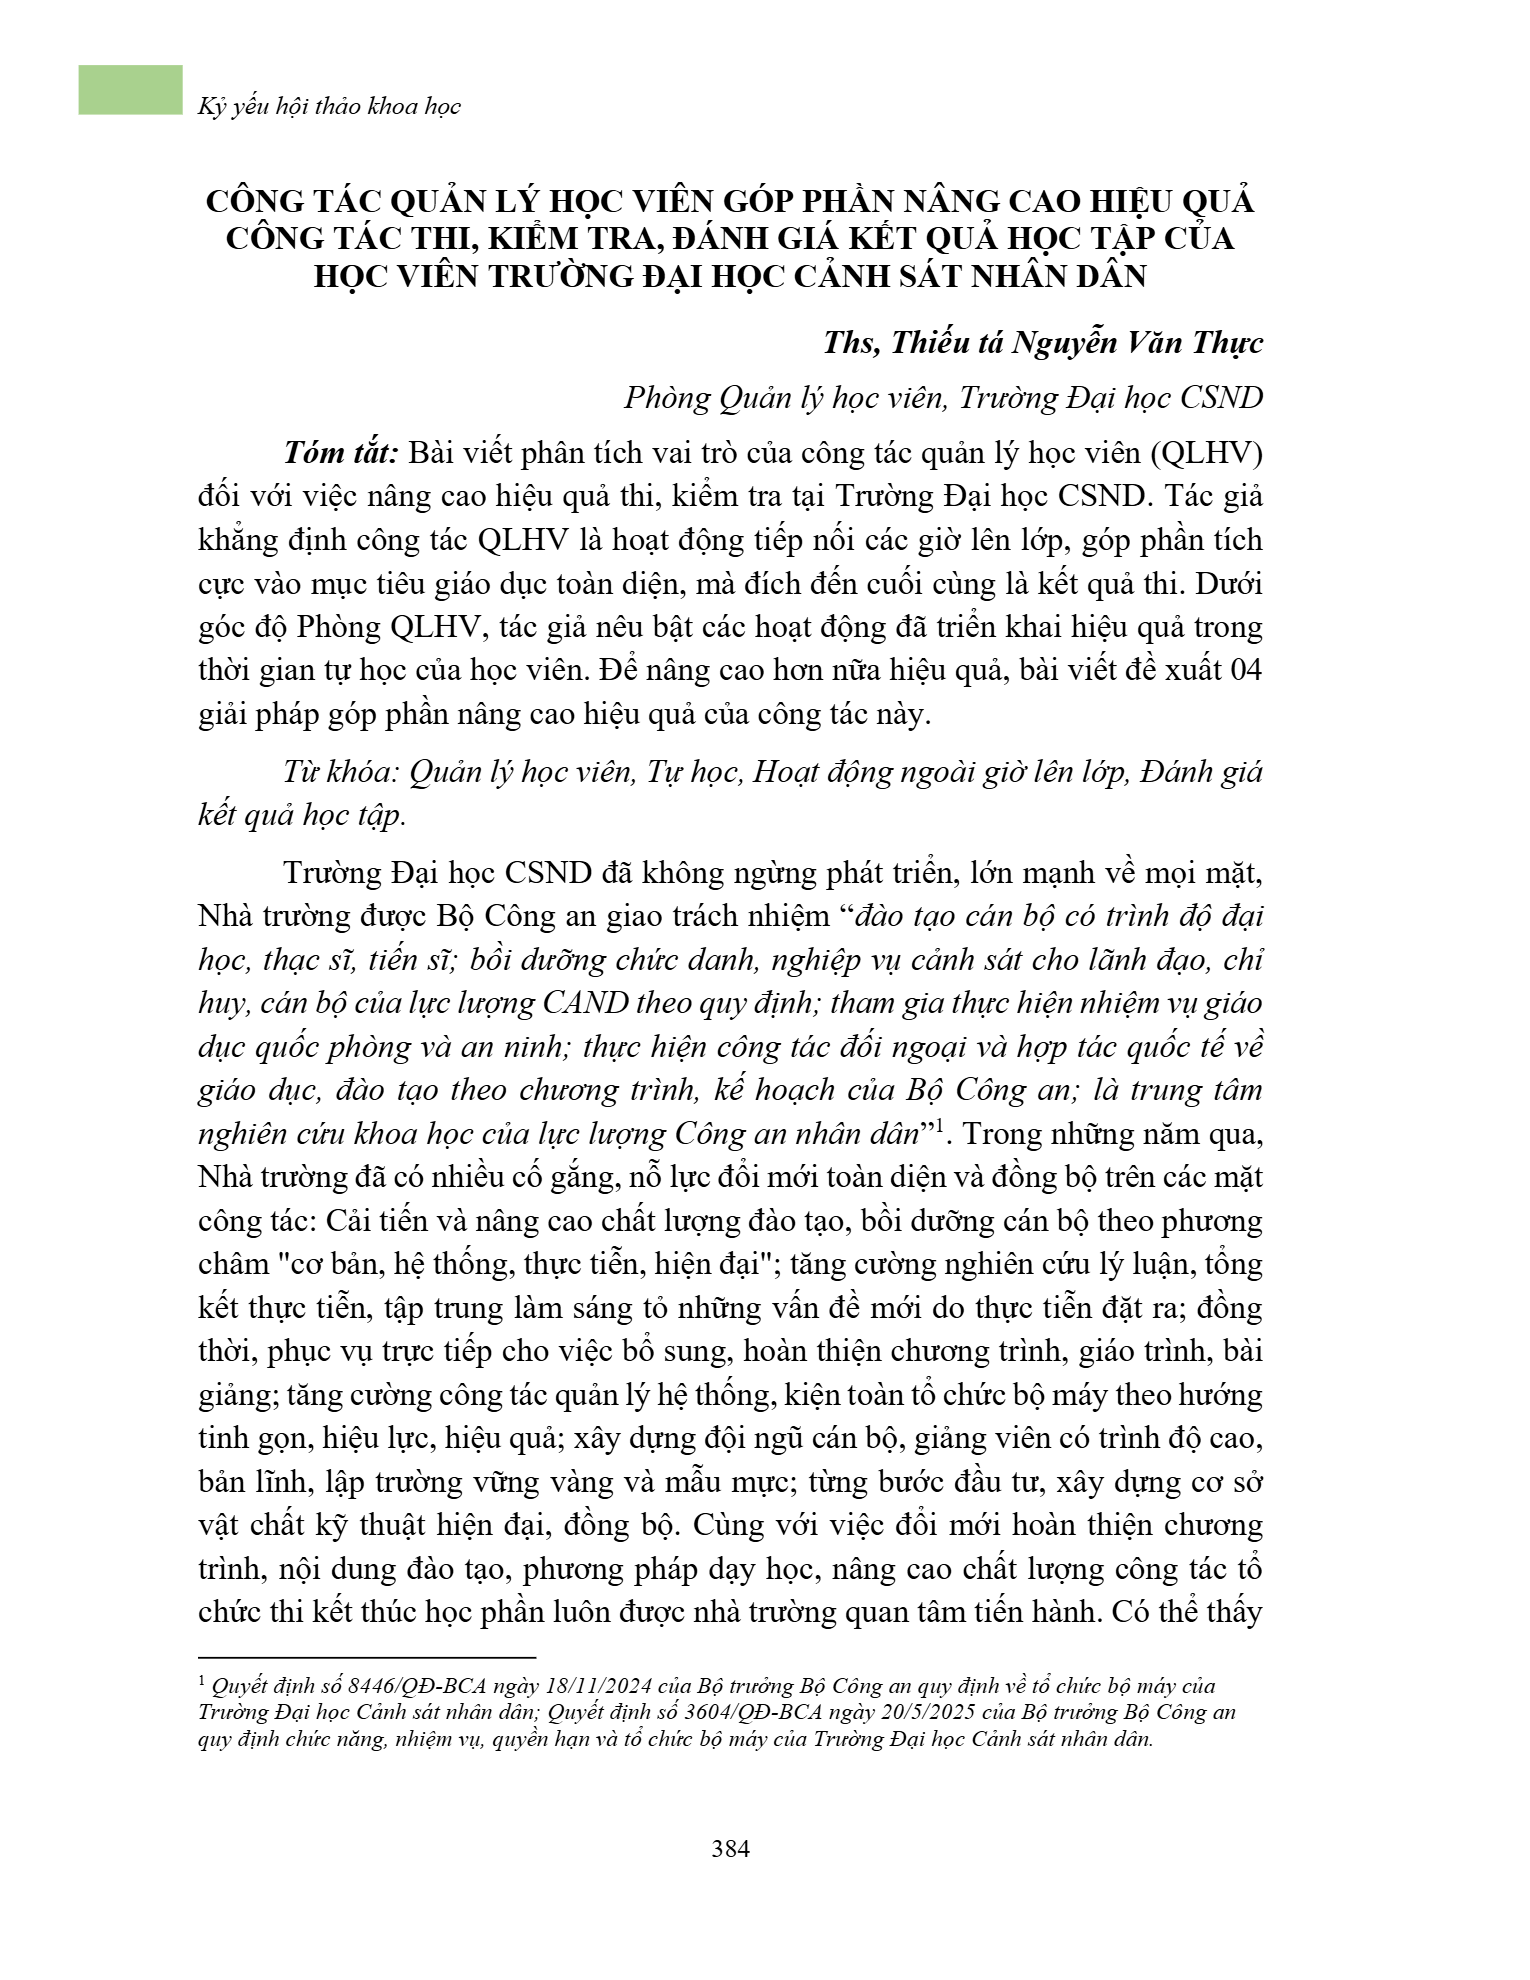 Kỷ yếu hội thảo khoa học
CÔNG TÁC QUẢN LÝ HỌC VIÊN GÓP PHẦN NÂNG CAO HIỆU QUẢ
CÔNG TÁC THI, KIỂM TRA, ĐÁNH GIÁ KẾT QUẢ HỌC TẬP CỦA
HỌC VIÊN TRƯỜNG ĐẠI HỌC CẢNH SÁT NHÂN DÂN
Ths, Thiếu tá Nguyễn Văn Thực
Phòng Quản lý học viên, Trường Đại học CSND
Tóm tắt: Bài viết phân tích vai trò của công tác quản lý học viên (QLHV)
đối với việc nâng cao hiệu quả thi, kiểm tra tại Trường Đại học CSND. Tác giả
khẳng định công tác QLHV là hoạt động tiếp nối các giờ lên lớp, góp phần tích
cực vào mục tiêu giáo dục toàn diện, mà đích đến cuối cùng là kết quả thi. Dưới
góc độ Phòng QLHV, tác giả nêu bật các hoạt động đã triển khai hiệu quả trong
thời gian tự học của học viên. Để nâng cao hơn nữa hiệu quả, bài viết đề xuất 04
giải pháp góp phần nâng cao hiệu quả của công tác này.
Từ khóa: Quản lý học viên, Tự học, Hoạt động ngoài giờ lên lớp, Đánh giá
kết quả học tập.
Trường Đại học CSND đã không ngừng phát triển, lớn mạnh về mọi mặt,
Nhà trường được Bộ Công an giao trách nhiệm “đào tạo cán bộ có trình độ đại
học, thạc sĩ, tiến sĩ; bồi dưỡng chức danh, nghiệp vụ cảnh sát cho lãnh đạo, chỉ
huy, cán bộ của lực lượng CAND theo quy định; tham gia thực hiện nhiệm vụ giáo
dục quốc phòng và an ninh; thực hiện công tác đối ngoại và hợp tác quốc tế về
giáo dục, đào tạo theo chương trình, kế hoạch của Bộ Công an; là trung tâm
nghiên cứu khoa học của lực lượng Công an nhân dân”1. Trong những năm qua,
Nhà trường đã có nhiều cố gắng, nỗ lực đổi mới toàn diện và đồng bộ trên các mặt
công tác: Cải tiến và nâng cao chất lượng đào tạo, bồi dưỡng cán bộ theo phương
châm "cơ bản, hệ thống, thực tiễn, hiện đại"; tăng cường nghiên cứu lý luận, tổng
kết thực tiễn, tập trung làm sáng tỏ những vấn đề mới do thực tiễn đặt ra; đồng
thời, phục vụ trực tiếp cho việc bổ sung, hoàn thiện chương trình, giáo trình, bài
giảng; tăng cường công tác quản lý hệ thống, kiện toàn tổ chức bộ máy theo hướng
tinh gọn, hiệu lực, hiệu quả; xây dựng đội ngũ cán bộ, giảng viên có trình độ cao,
bản lĩnh, lập trường vững vàng và mẫu mực; từng bước đầu tư, xây dựng cơ sở
vật chất kỹ thuật hiện đại, đồng bộ. Cùng với việc đổi mới hoàn thiện chương
trình, nội dung đào tạo, phương pháp dạy học, nâng cao chất lượng công tác tổ
chức thi kết thúc học phần luôn được nhà trường quan tâm tiến hành. Có thể thấy
1 Quyết định số 8446/QĐ-BCA ngày 18/11/2024 của Bộ trưởng Bộ Công an quy định về tổ chức bộ máy của
Trường Đại học Cảnh sát nhân dân; Quyết định số 3604/QĐ-BCA ngày 20/5/2025 của Bộ trưởng Bộ Công an
quy định chức năng, nhiệm vụ, quyền hạn và tổ chức bộ máy của Trường Đại học Cảnh sát nhân dân.
384